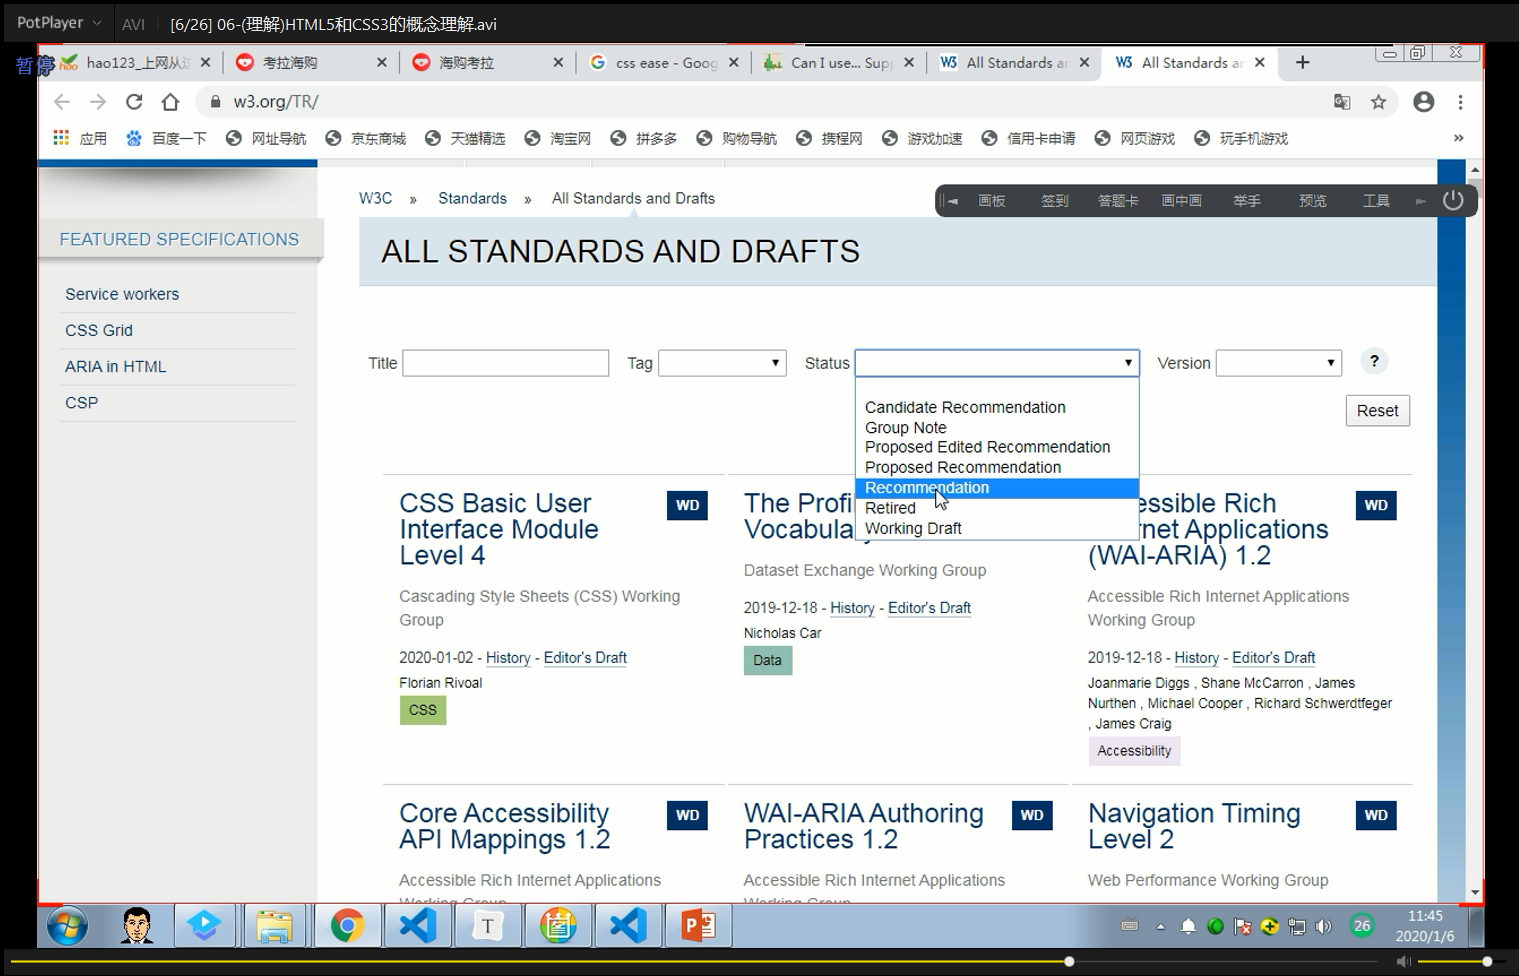 PotPlayer AVI [6/26] 06-(理解)HTML5和CSS3的概念理解.avi
暂停
hao123_上网从这 考拉海购 海购考拉 css ease - Goog Can I use... Supp All Standards ar All Standards ar
w3.org/TR/
应用 百度一下 网址导航 京东商城 天猫精选 淘宝网 拼多多 购物导航 携程网 游戏加速 信用卡申请 网页游戏 玩手机游戏 »
W3C » Standards » All Standards and Drafts
画板 签到 答题卡 画中画 举手 预览 工具
FEATURED SPECIFICATIONS
Service workers
CSS Grid
ARIA in HTML
CSP
ALL STANDARDS AND DRAFTS
Title Tag Status Version ?
Reset
Candidate Recommendation
Group Note
Proposed Edited Recommendation
Proposed Recommendation
Recommendation
Retired
Working Draft
CSS Basic User
Interface Module
Level 4
WD
Cascading Style Sheets (CSS) Working
Group
2020-01-02 - History - Editor's Draft
Florian Rivoal
CSS
The Profi
Vocabula
Dataset Exchange Working Group
2019-12-18 - History - Editor's Draft
Nicholas Car
Data
essible Rich
net Applications
(WAI-ARIA) 1.2
WD
Accessible Rich Internet Applications
Working Group
2019-12-18 - History - Editor's Draft
Joanmarie Diggs , Shane McCarron , James
Nurthen , Michael Cooper , Richard Schwerdtfeger
, James Craig
Accessibility
Core Accessibility
API Mappings 1.2
WD
Accessible Rich Internet Applications
Working Group
WAI-ARIA Authoring
Practices 1.2
WD
Accessible Rich Internet Applications
Working Group
Navigation Timing
Level 2
WD
Web Performance Working Group
26
11:45
2020/1/6